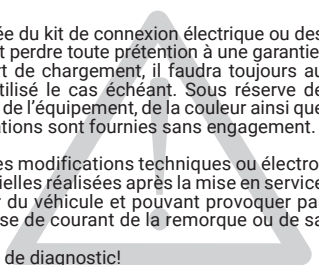 ée du kit de connexion électrique ou des
t perdre toute prétention à une garantie
rt de chargement, il faudra toujours au
tilisé le cas échéant. Sous réserve de
de l’équipement, de la couleur ainsi que
ations sont fournies sans engagement.
es modifications techniques ou électro
ielles réalisées après la mise en service
r du véhicule et pouvant provoquer pa
se de courant de la remorque ou de sa
de diagnostic!